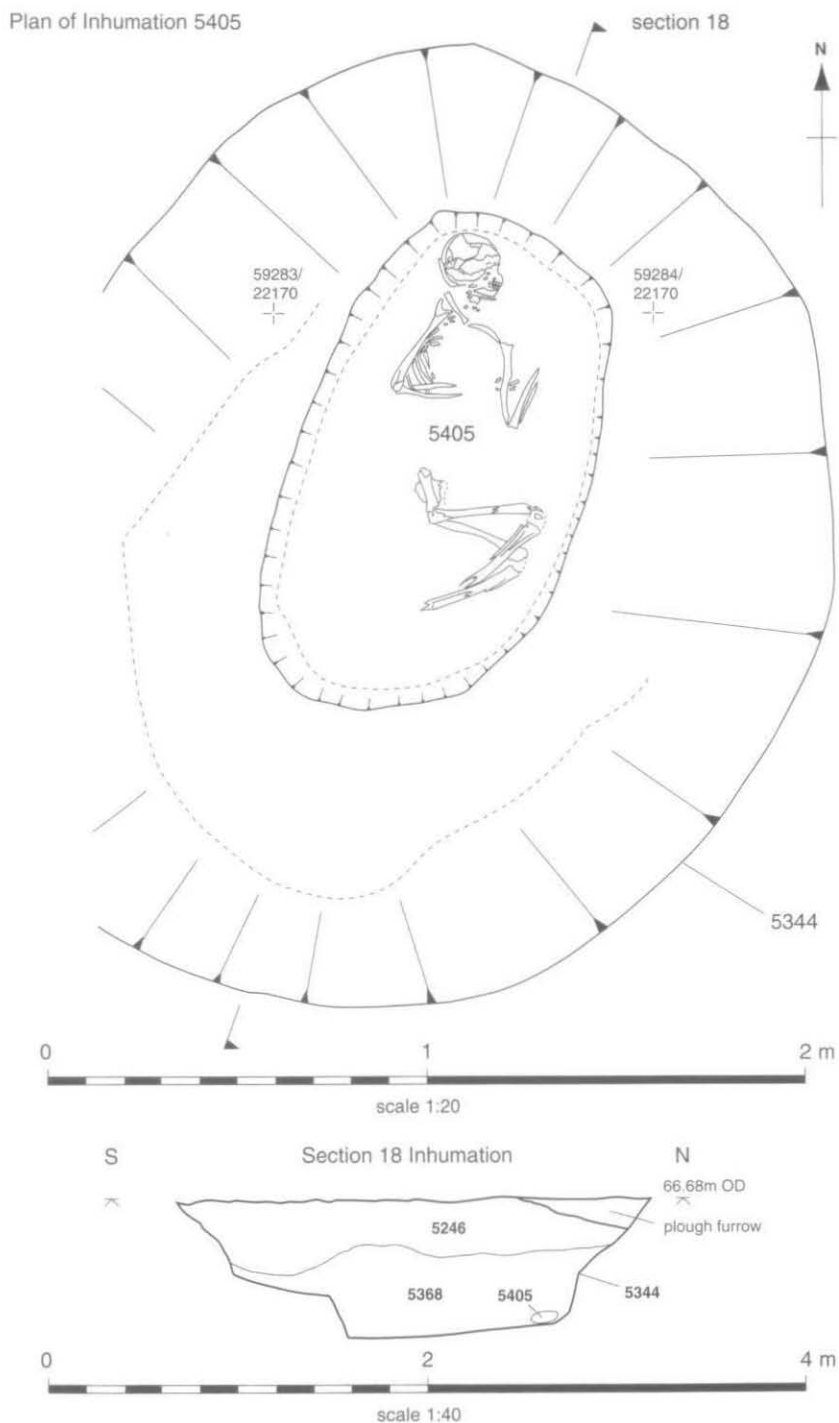 Plan of Inhumation 5405
section 18
N
59283/
22170
59284/
22170
5405
5344
0 1 2 m
scale 1:20
S Section 18 Inhumation N
66.68m OD
plough furrow
5246
5368 5405 5344
0 2 4 m
scale 1:40